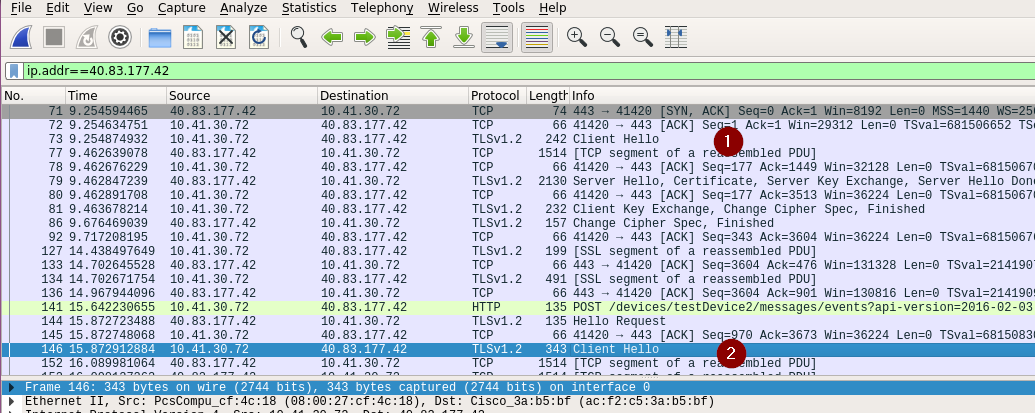 File Edit View Go Capture Analyze Statistics Telephony Wireless Tools Help
ip.addr==40.83.177.42
No. Time Source Destination Protocol Length Info
71 9.254594465 40.83.177.42 10.41.30.72 TCP 74 443 → 41420 [SYN, ACK] Seq=0 Ack=1 Win=8192 Len=0 MSS=1440 WS=256
72 9.254634751 10.41.30.72 40.83.177.42 TCP 66 41420 → 443 [ACK] Seq=1 Ack=1 Win=29312 Len=0 TSval=681506652 TS
73 9.254874932 10.41.30.72 40.83.177.42 TLSv1.2 242 Client Hello
1
77 9.462639078 40.83.177.42 10.41.30.72 TCP 1514 [TCP segment of a reassembled PDU]
78 9.462676229 10.41.30.72 40.83.177.42 TCP 66 41420 → 443 [ACK] Seq=177 Ack=1449 Win=32128 Len=0 TSval=6815067
79 9.462847239 40.83.177.42 10.41.30.72 TLSv1.2 2130 Server Hello, Certificate, Server Key Exchange, Server Hello Done
80 9.462891708 10.41.30.72 40.83.177.42 TCP 66 41420 → 443 [ACK] Seq=177 Ack=3513 Win=36224 Len=0 TSval=6815067
81 9.463678214 10.41.30.72 40.83.177.42 TLSv1.2 232 Client Key Exchange, Change Cipher Spec, Finished
86 9.676469039 40.83.177.42 10.41.30.72 TLSv1.2 157 Change Cipher Spec, Finished
92 9.717208195 10.41.30.72 40.83.177.42 TCP 66 41420 → 443 [ACK] Seq=343 Ack=3604 Win=36224 Len=0 TSval=6815067
127 14.438497649 10.41.30.72 40.83.177.42 TLSv1.2 199 [SSL segment of a reassembled PDU]
133 14.702645528 40.83.177.42 10.41.30.72 TCP 66 443 → 41420 [ACK] Seq=3604 Ack=476 Win=131328 Len=0 TSval=2141907
134 14.702671754 10.41.30.72 40.83.177.42 TLSv1.2 491 [SSL segment of a reassembled PDU]
136 14.967944096 40.83.177.42 10.41.30.72 TCP 66 443 → 41420 [ACK] Seq=3604 Ack=901 Win=130816 Len=0 TSval=2141909
141 15.642230655 10.41.30.72 40.83.177.42 HTTP 135 POST /devices/testDevice2/messages/events?api-version=2016-02-03
144 15.872723488 40.83.177.42 10.41.30.72 TLSv1.2 135 Hello Request
145 15.872748068 10.41.30.72 40.83.177.42 TCP 66 41420 → 443 [ACK] Seq=970 Ack=3673 Win=36224 Len=0 TSval=6815083
146 15.872912884 10.41.30.72 40.83.177.42 TLSv1.2 343 Client Hello
2
152 16.089981064 40.83.177.42 10.41.30.72 TCP 1514 [TCP segment of a reassembled PDU]
Frame 146: 343 bytes on wire (2744 bits), 343 bytes captured (2744 bits) on interface 0
Ethernet II, Src: PcsCompu_cf:4c:18 (08:00:27:cf:4c:18), Dst: Cisco_3a:b5:bf (ac:f2:c5:3a:b5:bf)